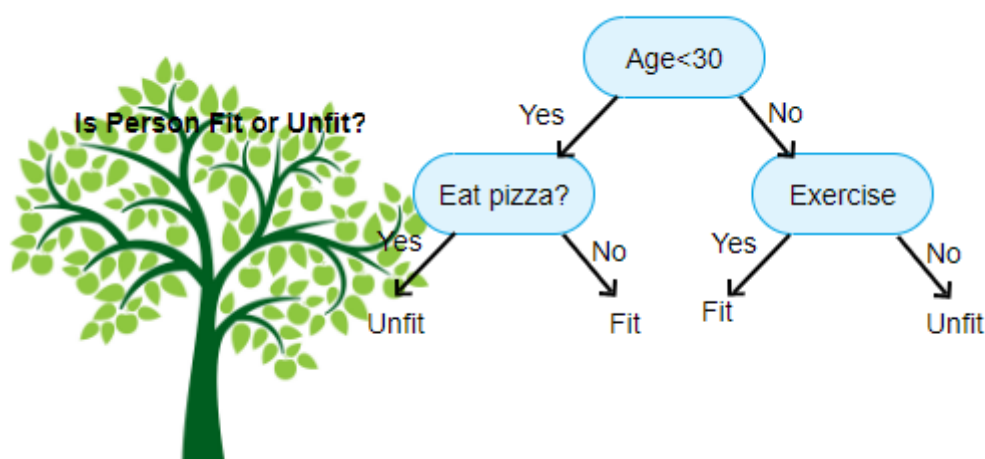 Age<30
Is Person Fit or Unfit?
Yes
No
Eat pizza?
Exercise
Yes
No
Yes
No
Unfit
Fit
Fit
Unfit